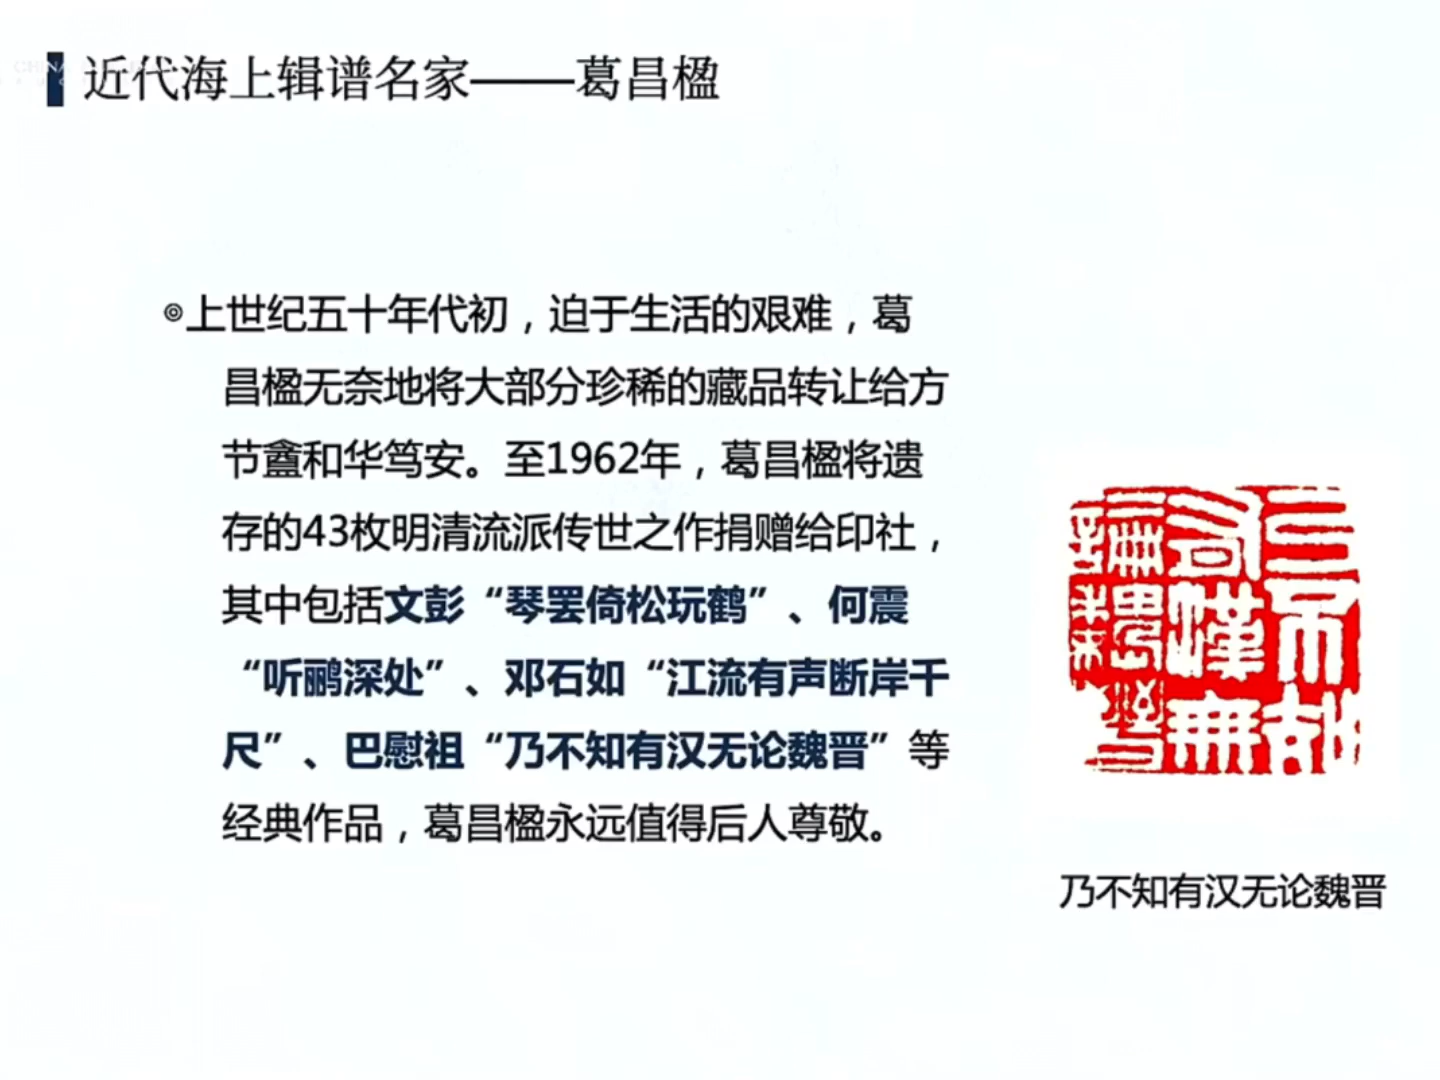 近代海上辑谱名家——葛昌楹
◎上世纪五十年代初，迫于生活的艰难，葛
昌楹无奈地将大部分珍稀的藏品转让给方
节盦和华笃安。至1962年，葛昌楹将遗
存的43枚明清流派传世之作捐赠给印社，
其中包括文彭“琴罢倚松玩鹤”、何震
“听鹂深处”、邓石如“江流有声断岸千
尺”、巴慰祖“乃不知有汉无论魏晋”等
经典作品，葛昌楹永远值得后人尊敬。
乃不知有汉无论魏晋